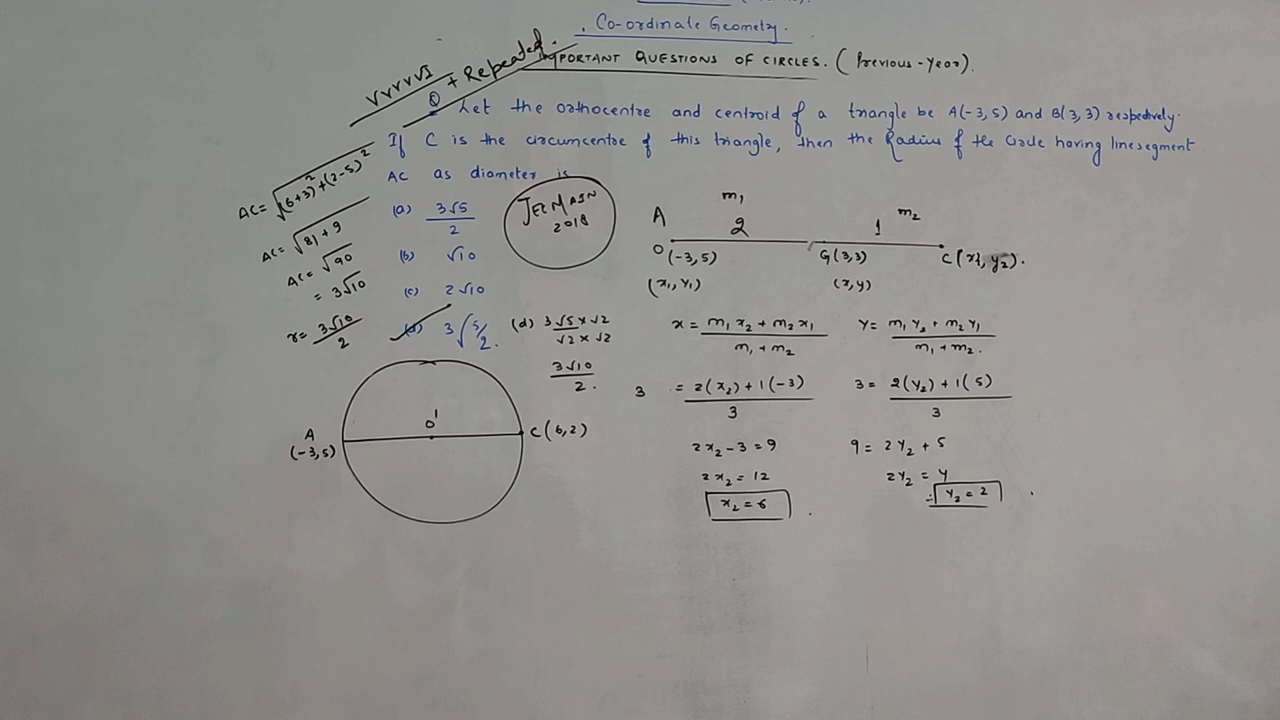 Co-ordinate Geometry.
IMPORTANT QUESTIONS OF CIRCLES. (Previous-Year).
VVVVVI
Q + Repeated.
Let the orthocentre and centroid of a triangle be A(-3,5) and B(3,3) respectively.
If C is the circumcentre of this triangle, then the Radius of the Circle having linesegment
AC as diameter is
(a) 3√5/2
(b) √10
(c) 2√10
(d) 3√5/2.
JEE MAIN
2018
(d) 3√5×√2 / √2×√2
3√10/2.
AC = √(6+3)²+(2-5)²
AC = √81+9
AC = √90
= 3√10
r = 3√10/2
A
(-3,5)
O'
C(6,2)
m₁ m₂
A 2 1
O(-3,5) G(3,3) C(x₂, y₂).
(x₁, y₁) (x,y)
x = m₁x₂ + m₂x₁ / m₁+m₂
y = m₁y₂ + m₂y₁ / m₁+m₂.
3 = 2(x₂)+1(-3) / 3
3 = 2(y₂)+1(5) / 3
2x₂-3=9
9 = 2y₂+5
2x₂ = 12
2y₂ = 4
x₂ = 6
∴ y₂ = 2